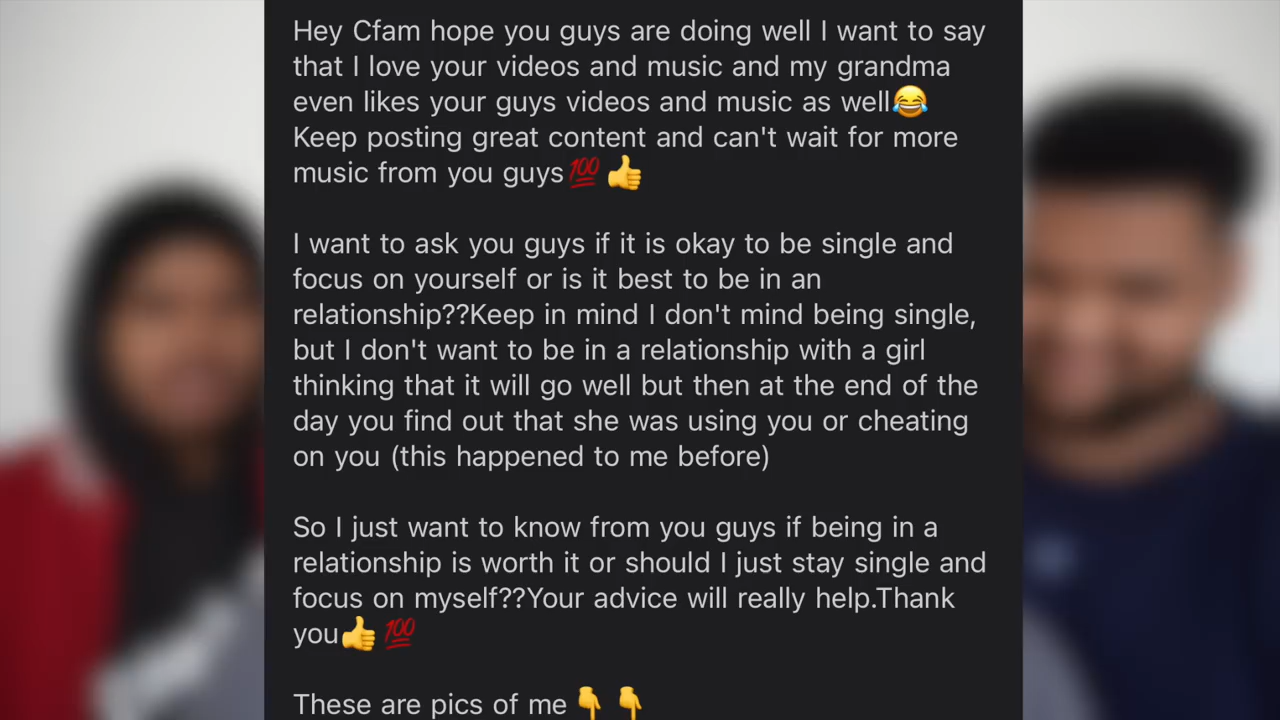 Hey Cfam hope you guys are doing well I want to say
that I love your videos and music and my grandma
even likes your guys videos and music as well😂
Keep posting great content and can't wait for more
music from you guys💯👍
I want to ask you guys if it is okay to be single and
focus on yourself or is it best to be in an
relationship??Keep in mind I don't mind being single,
but I don't want to be in a relationship with a girl
thinking that it will go well but then at the end of the
day you find out that she was using you or cheating
on you (this happened to me before)
So I just want to know from you guys if being in a
relationship is worth it or should I just stay single and
focus on myself??Your advice will really help.Thank
you👍💯
These are pics of me👇👇